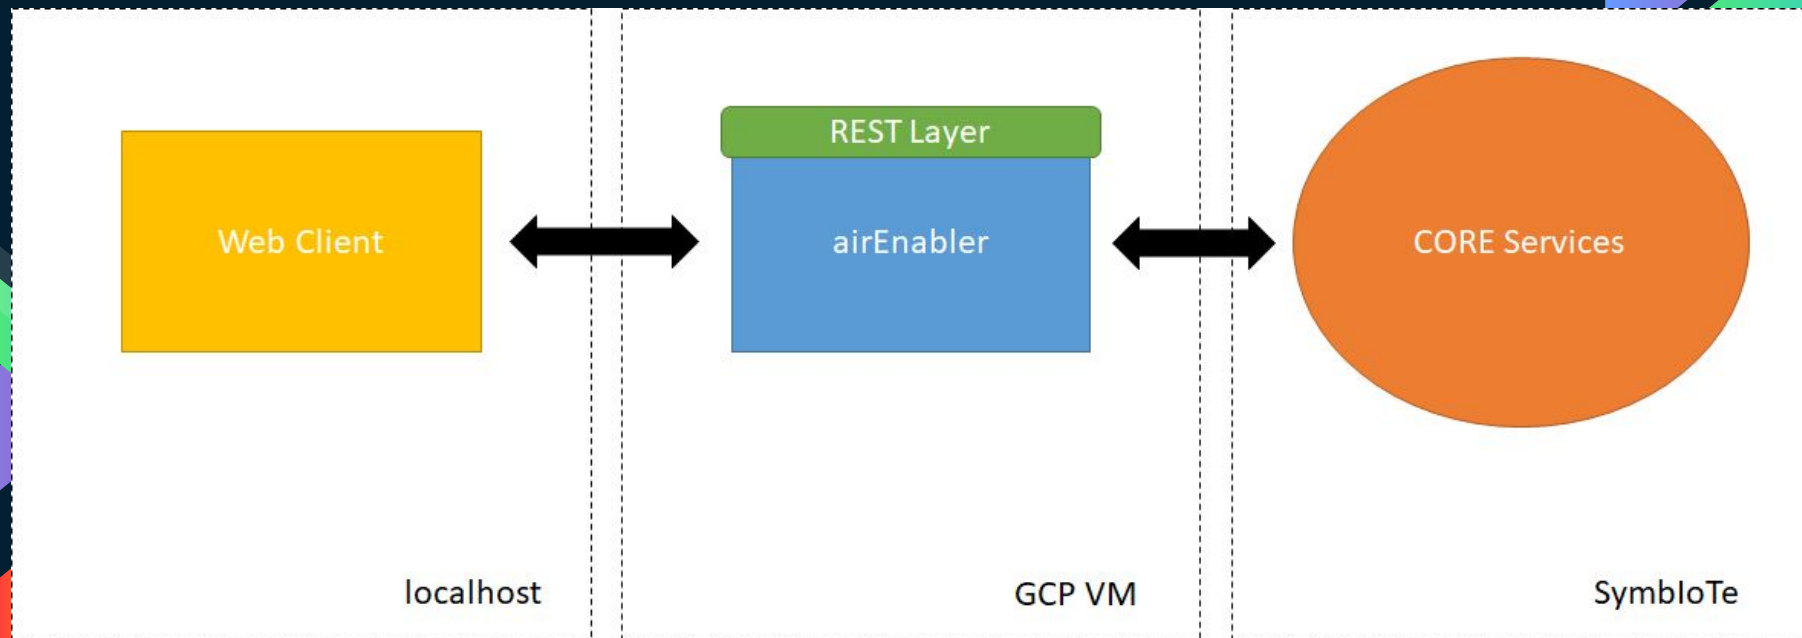 REST Layer
Web Client
airEnabler
CORE Services
localhost
GCP VM
SymbIoTe